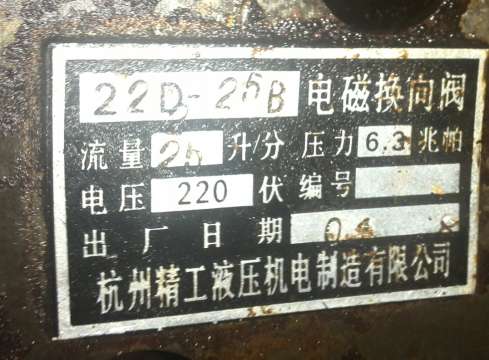 22D-25B 电磁换向阀
流量 25 升/分 压力 6.3 兆帕
电压 220 伏 编号
出厂日期
杭州精工液压机电制造有限公司